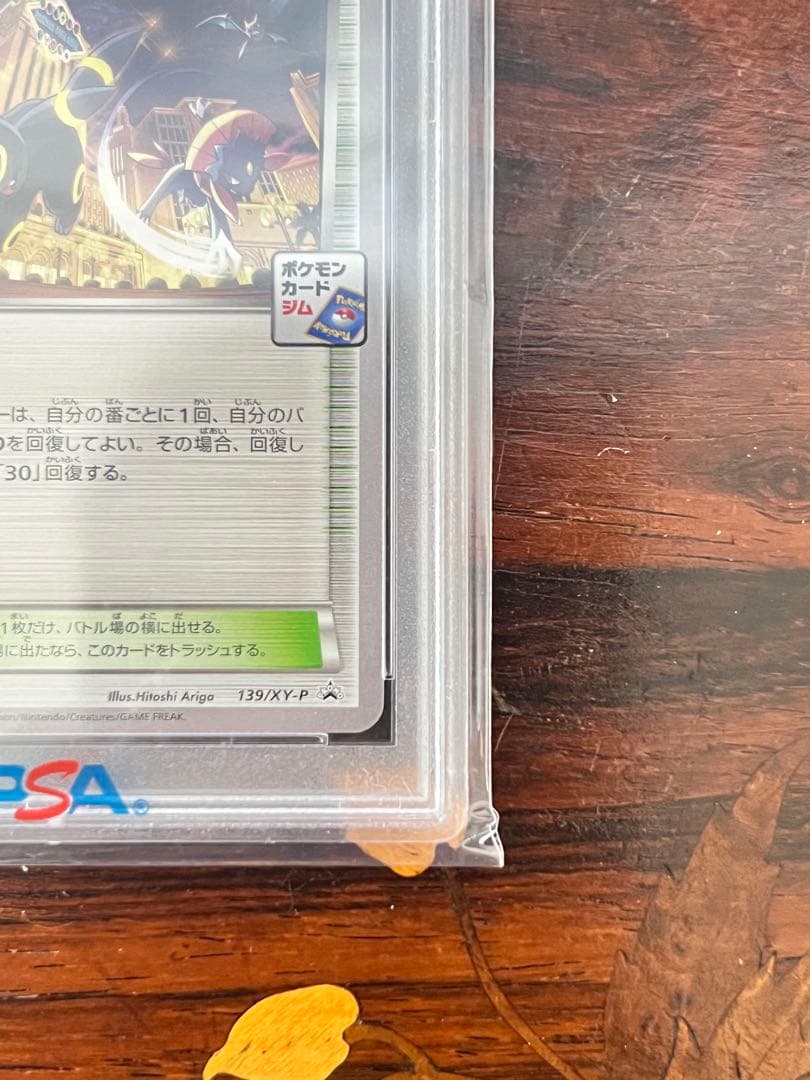 ポケモン
カード
ジム
ーは、自分の番ごとに1回、自分のバ
を回復してよい。その場合、回復し
「30」回復する。
1枚だけ、バトル場の横に出せる。
に出たなら、このカードをトラッシュする。
Illus.Hitoshi Ariga 139/XY-P
/Nintendo/Creatures/GAME FREAK.
PSA®